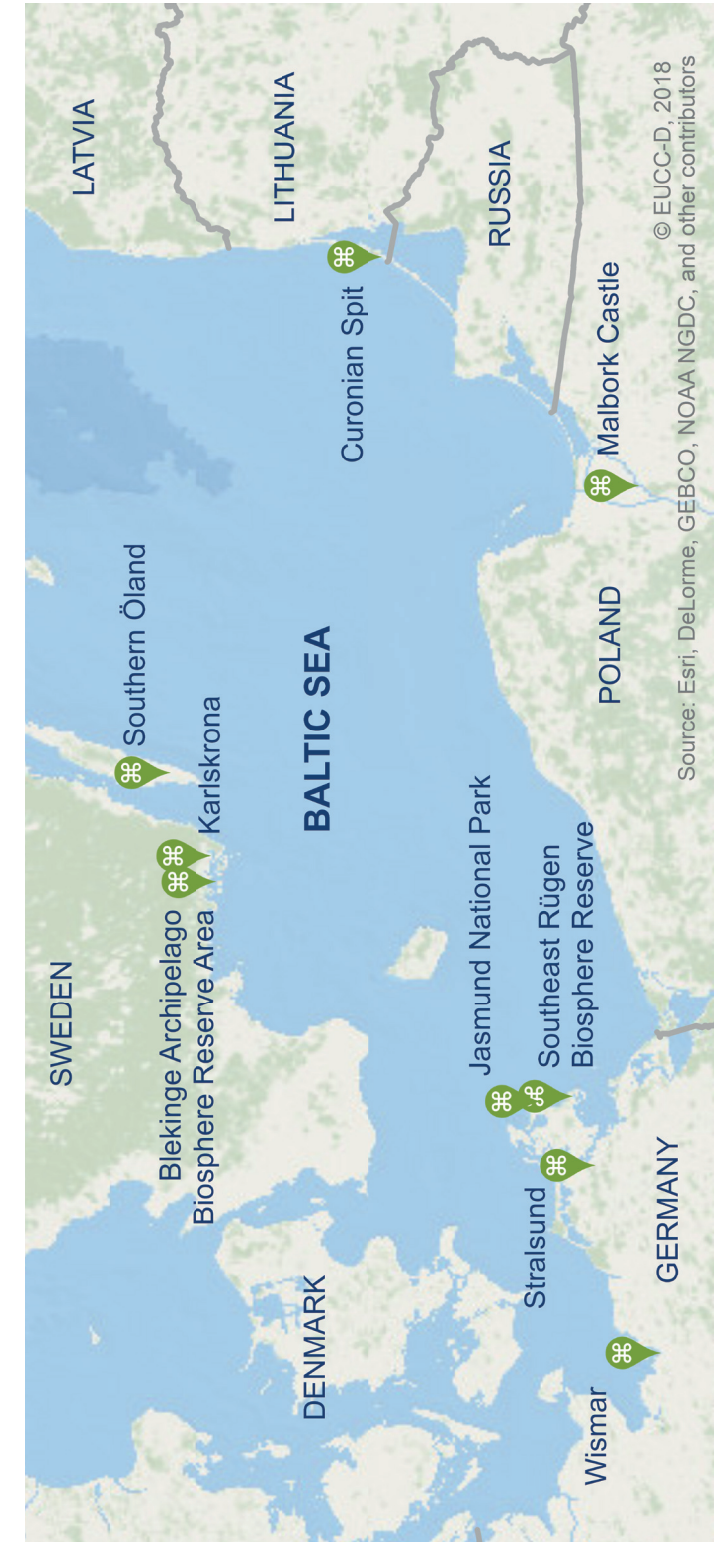 SWEDEN
LATVIA
Southern Öland
Blekinge Archipelago
Biosphere Reserve Area
Karlskrona
LITHUANIA
DENMARK
BALTIC SEA
Curonian Spit
Jasmund National Park
RUSSIA
Stralsund
Southeast Rügen
Biosphere Reserve
Wismar
POLAND
Malbork Castle
GERMANY
© EUCC-D, 2018
Source: Esri, DeLorme, GEBCO, NOAA NGDC, and other contributors